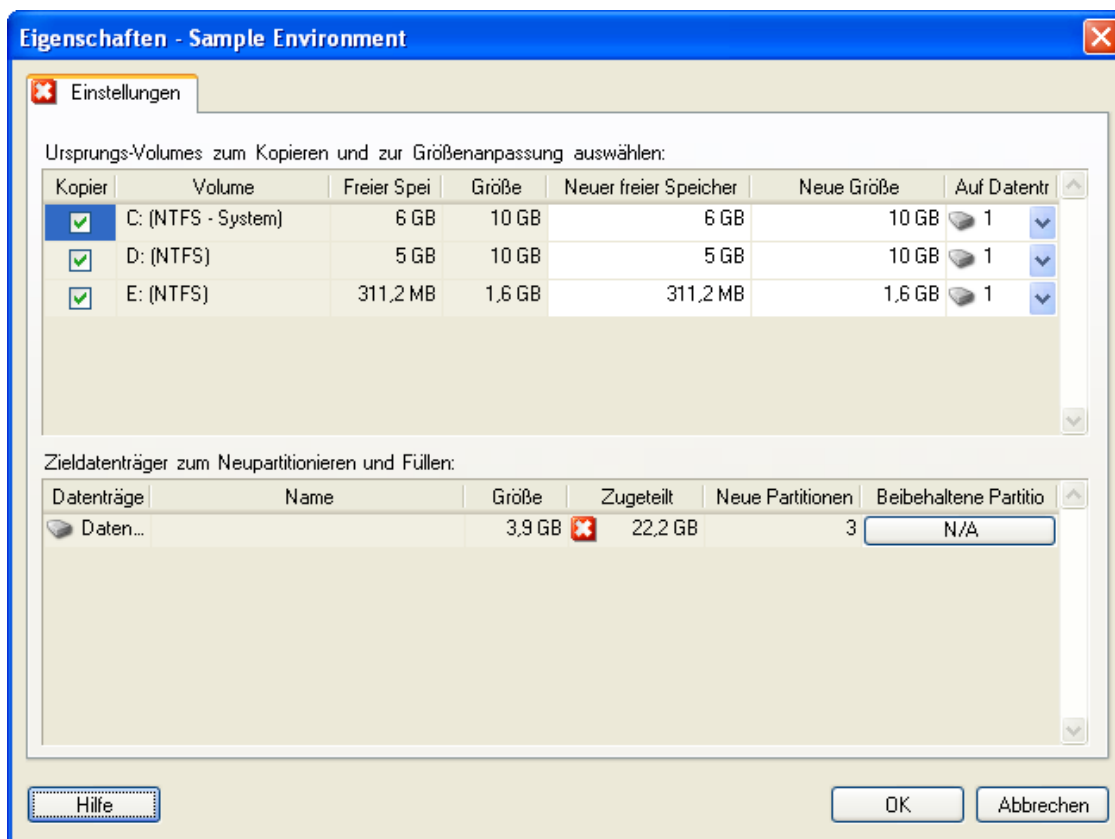 Eigenschaften - Sample Environment
Einstellungen
Ursprungs-Volumes zum Kopieren und zur Größenanpassung auswählen:
Kopier Volume Freier Spei Größe Neuer freier Speicher Neue Größe Auf Datentr
C: (NTFS - System) 6 GB 10 GB 6 GB 10 GB 1
D: (NTFS) 5 GB 10 GB 5 GB 10 GB 1
E: (NTFS) 311,2 MB 1,6 GB 311,2 MB 1,6 GB 1
Zieldatenträger zum Neupartitionieren und Füllen:
Datenträge Name Größe Zugeteilt Neue Partitionen Beibehaltene Partitio
Daten... 3,9 GB 22,2 GB 3 N/A
Hilfe OK Abbrechen